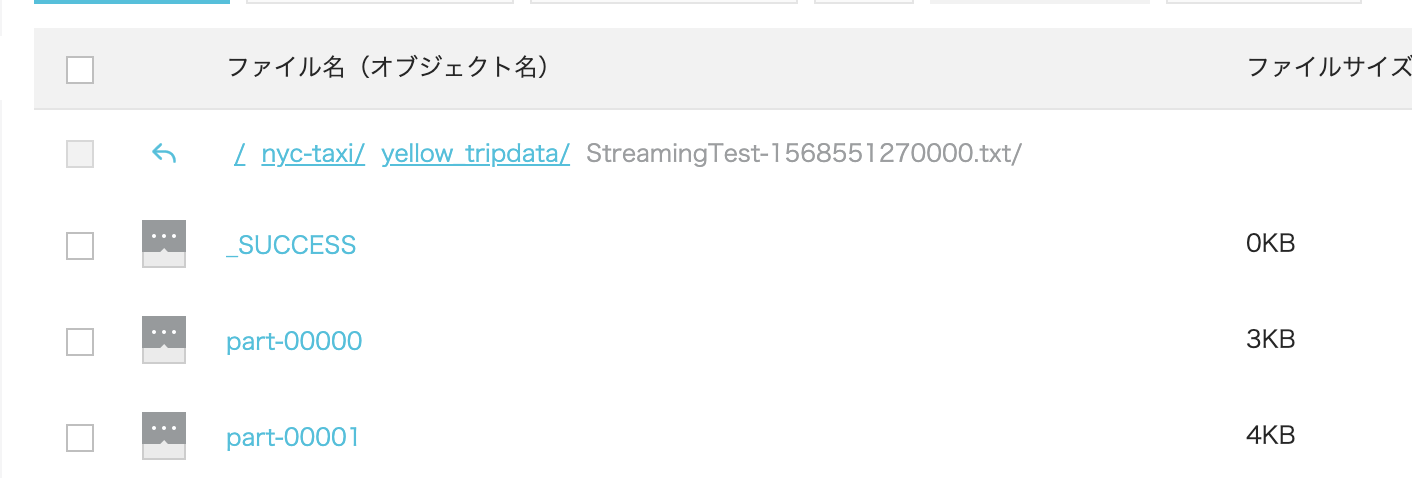 ファイル名（オブジェクト名） ファイルサイズ
/ nyc-taxi/ yellow_tripdata/ StreamingTest-1568551270000.txt/
_SUCCESS 0KB
part-00000 3KB
part-00001 4KB